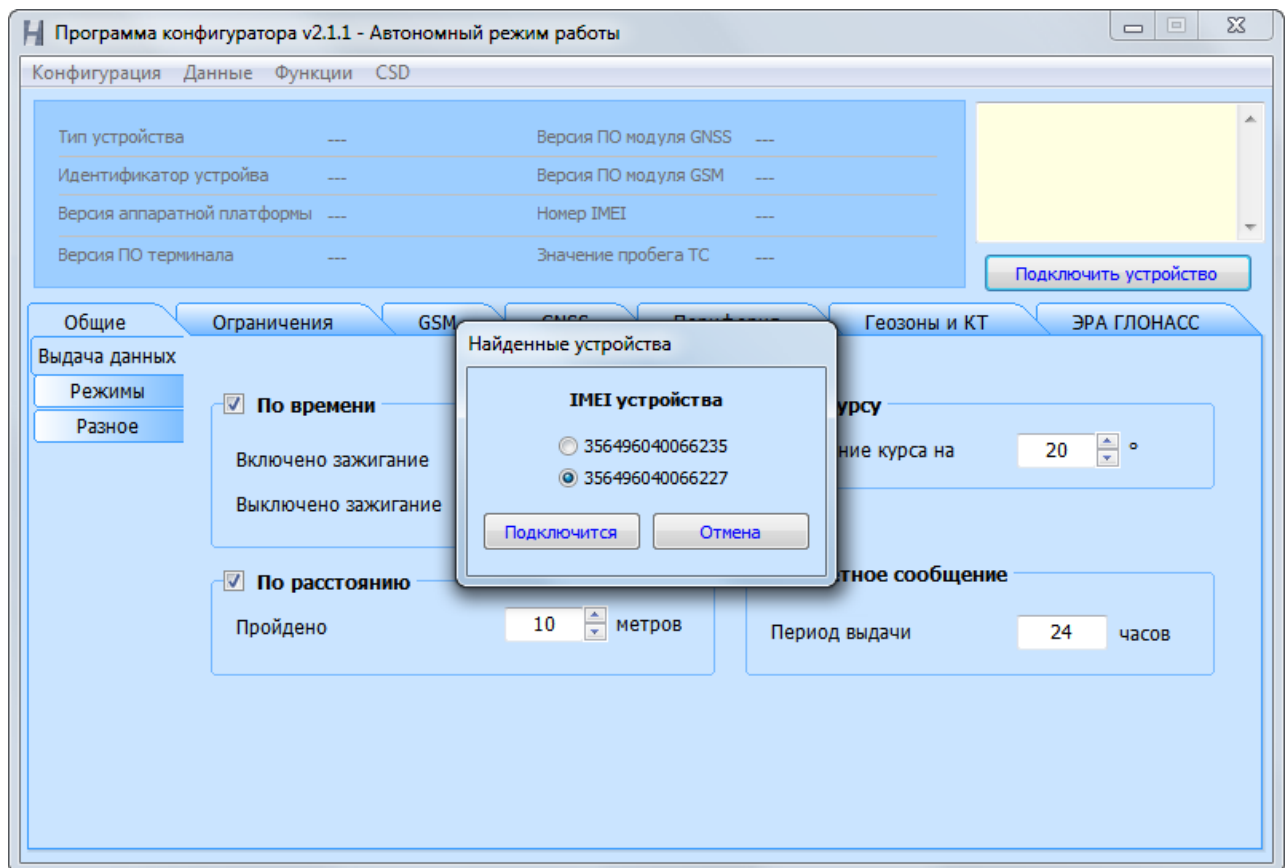 Программа конфигуратора v2.1.1 - Автономный режим работы
Конфигурация Данные Функции CSD
Тип устройства --- Версия ПО модуля GNSS ---
Идентификатор устройва --- Версия ПО модуля GSM ---
Версия аппаратной платформы --- Номер IMEI ---
Версия ПО терминала --- Значение пробега ТС ---
Подключить устройство
Общие Ограничения GSM Геозоны и КТ ЭРА ГЛОНАСС
Выдача данных
Режимы
Разное
По времени
Включено зажигание
Выключено зажигание
По расстоянию
Пройдено 10 метров
Найденные устройства
IMEI устройства
356496040066235
356496040066227
Подключится Отмена
курса на 20 °
сообщение
Период выдачи 24 часов